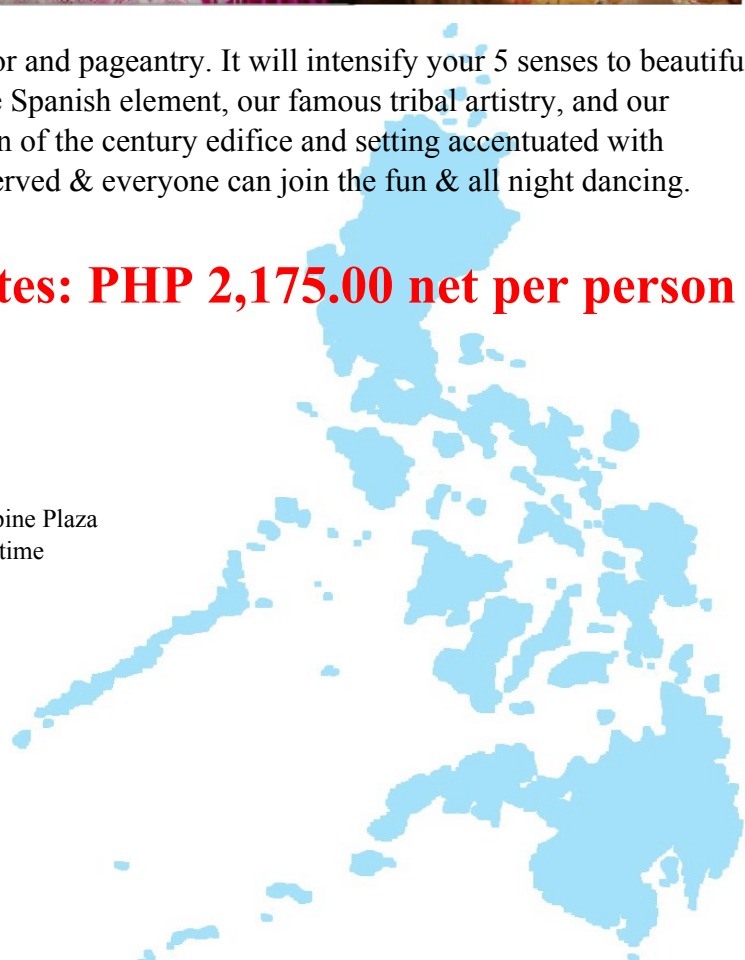 or and pageantry. It will intensify your 5 senses to beautifu
e Spanish element, our famous tribal artistry, and our
n of the century edifice and setting accentuated with
erved & everyone can join the fun & all night dancing.
tes: PHP 2,175.00 net per person
pine Plaza
time